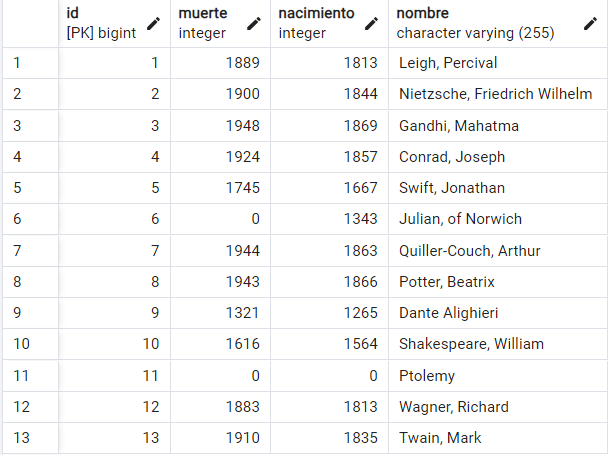 id muerte nacimiento nombre
[PK] bigint integer integer character varying (255)
1 1 1889 1813 Leigh, Percival
2 2 1900 1844 Nietzsche, Friedrich Wilhelm
3 3 1948 1869 Gandhi, Mahatma
4 4 1924 1857 Conrad, Joseph
5 5 1745 1667 Swift, Jonathan
6 6 0 1343 Julian, of Norwich
7 7 1944 1863 Quiller-Couch, Arthur
8 8 1943 1866 Potter, Beatrix
9 9 1321 1265 Dante Alighieri
10 10 1616 1564 Shakespeare, William
11 11 0 0 Ptolemy
12 12 1883 1813 Wagner, Richard
13 13 1910 1835 Twain, Mark